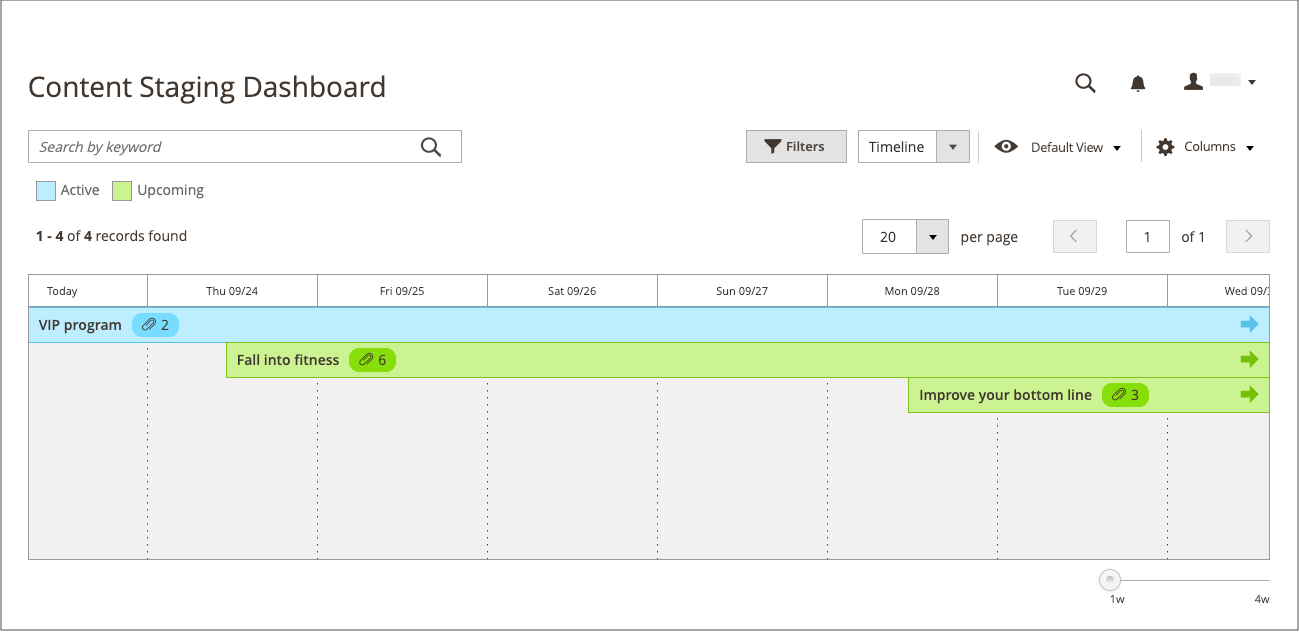 Content Staging Dashboard
Search by keyword
Filters
Timeline
Default View
Columns
Active
Upcoming
1 - 4 of 4 records found
20
per page
1
of 1
Today
Thu 09/24
Fri 09/25
Sat 09/26
Sun 09/27
Mon 09/28
Tue 09/29
Wed 09/
VIP program
2
Fall into fitness
6
Improve your bottom line
3
1w
4w